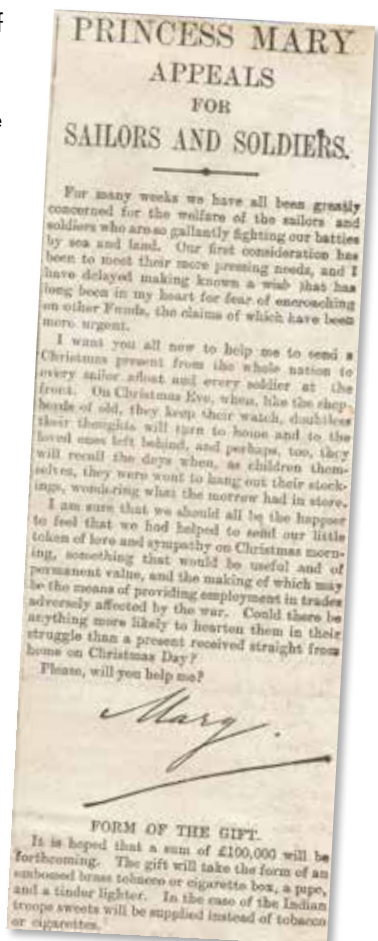 PRINCESS MARY
APPEALS
FOR
SAILORS AND SOLDIERS.
For many weeks we have all been greatly
concerned for the welfare of the sailors and
soldiers who are so gallantly fighting our battles
by sea and land. Our first consideration has
been to meet their more pressing needs, and I
have delayed making known a wish that has
long been in my heart for fear of encroaching
on other Funds, the claims of which have been
more urgent.
I want you all now to help me to send a
Christmas present from the whole nation to
every sailor afloat and every soldier at the
front. On Christmas Eve, when, like the shep-
herds of old, they keep their watch, doubtless
their thoughts will turn to home and to the
loved ones left behind, and perhaps, too, they
will recall the days when, as children them-
selves, they were wont to hang out their stock-
ings, wondering what the morrow had in store.
I am sure that we should all be the happier
to feel that we had helped to send our little
token of love and sympathy on Christmas morn-
ing, something that would be useful and of
permanent value, and the making of which may
be the means of providing employment in trades
adversely affected by the war. Could there be
anything more likely to hearten them in their
struggle than a present received straight from
home on Christmas Day?
Please, will you help me?
Mary.
FORM OF THE GIFT.
It is hoped that a sum of £100,000 will be
forthcoming. The gift will take the form of an
embossed brass tobacco or cigarette box, a pipe,
and a tinder lighter. In the case of the Indian
troops sweets will be supplied instead of tobacco
or cigarettes.